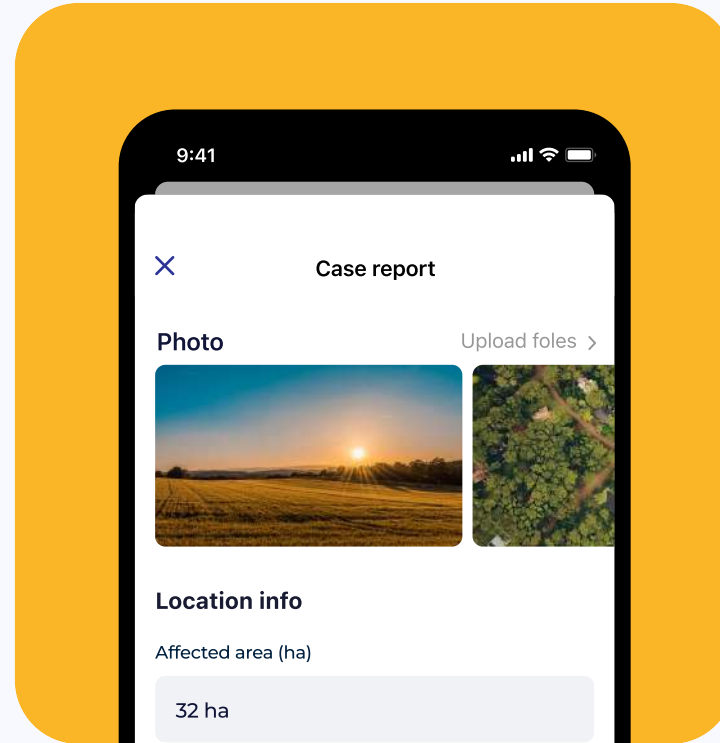 9:41
Case report
Photo
Upload foles
Location info
Affected area (ha)
32 ha